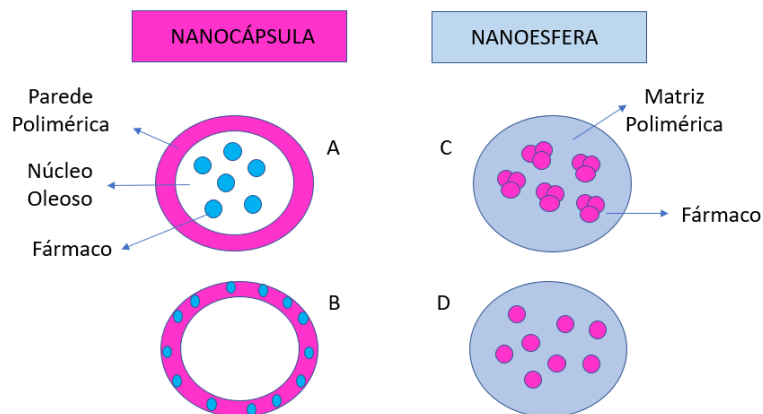 NANOCÁPSULA
NANOESFERA
Parede
Polimérica
Núcleo
Oleoso
Fármaco
A
B
C
D
Matriz
Polimérica
Fármaco